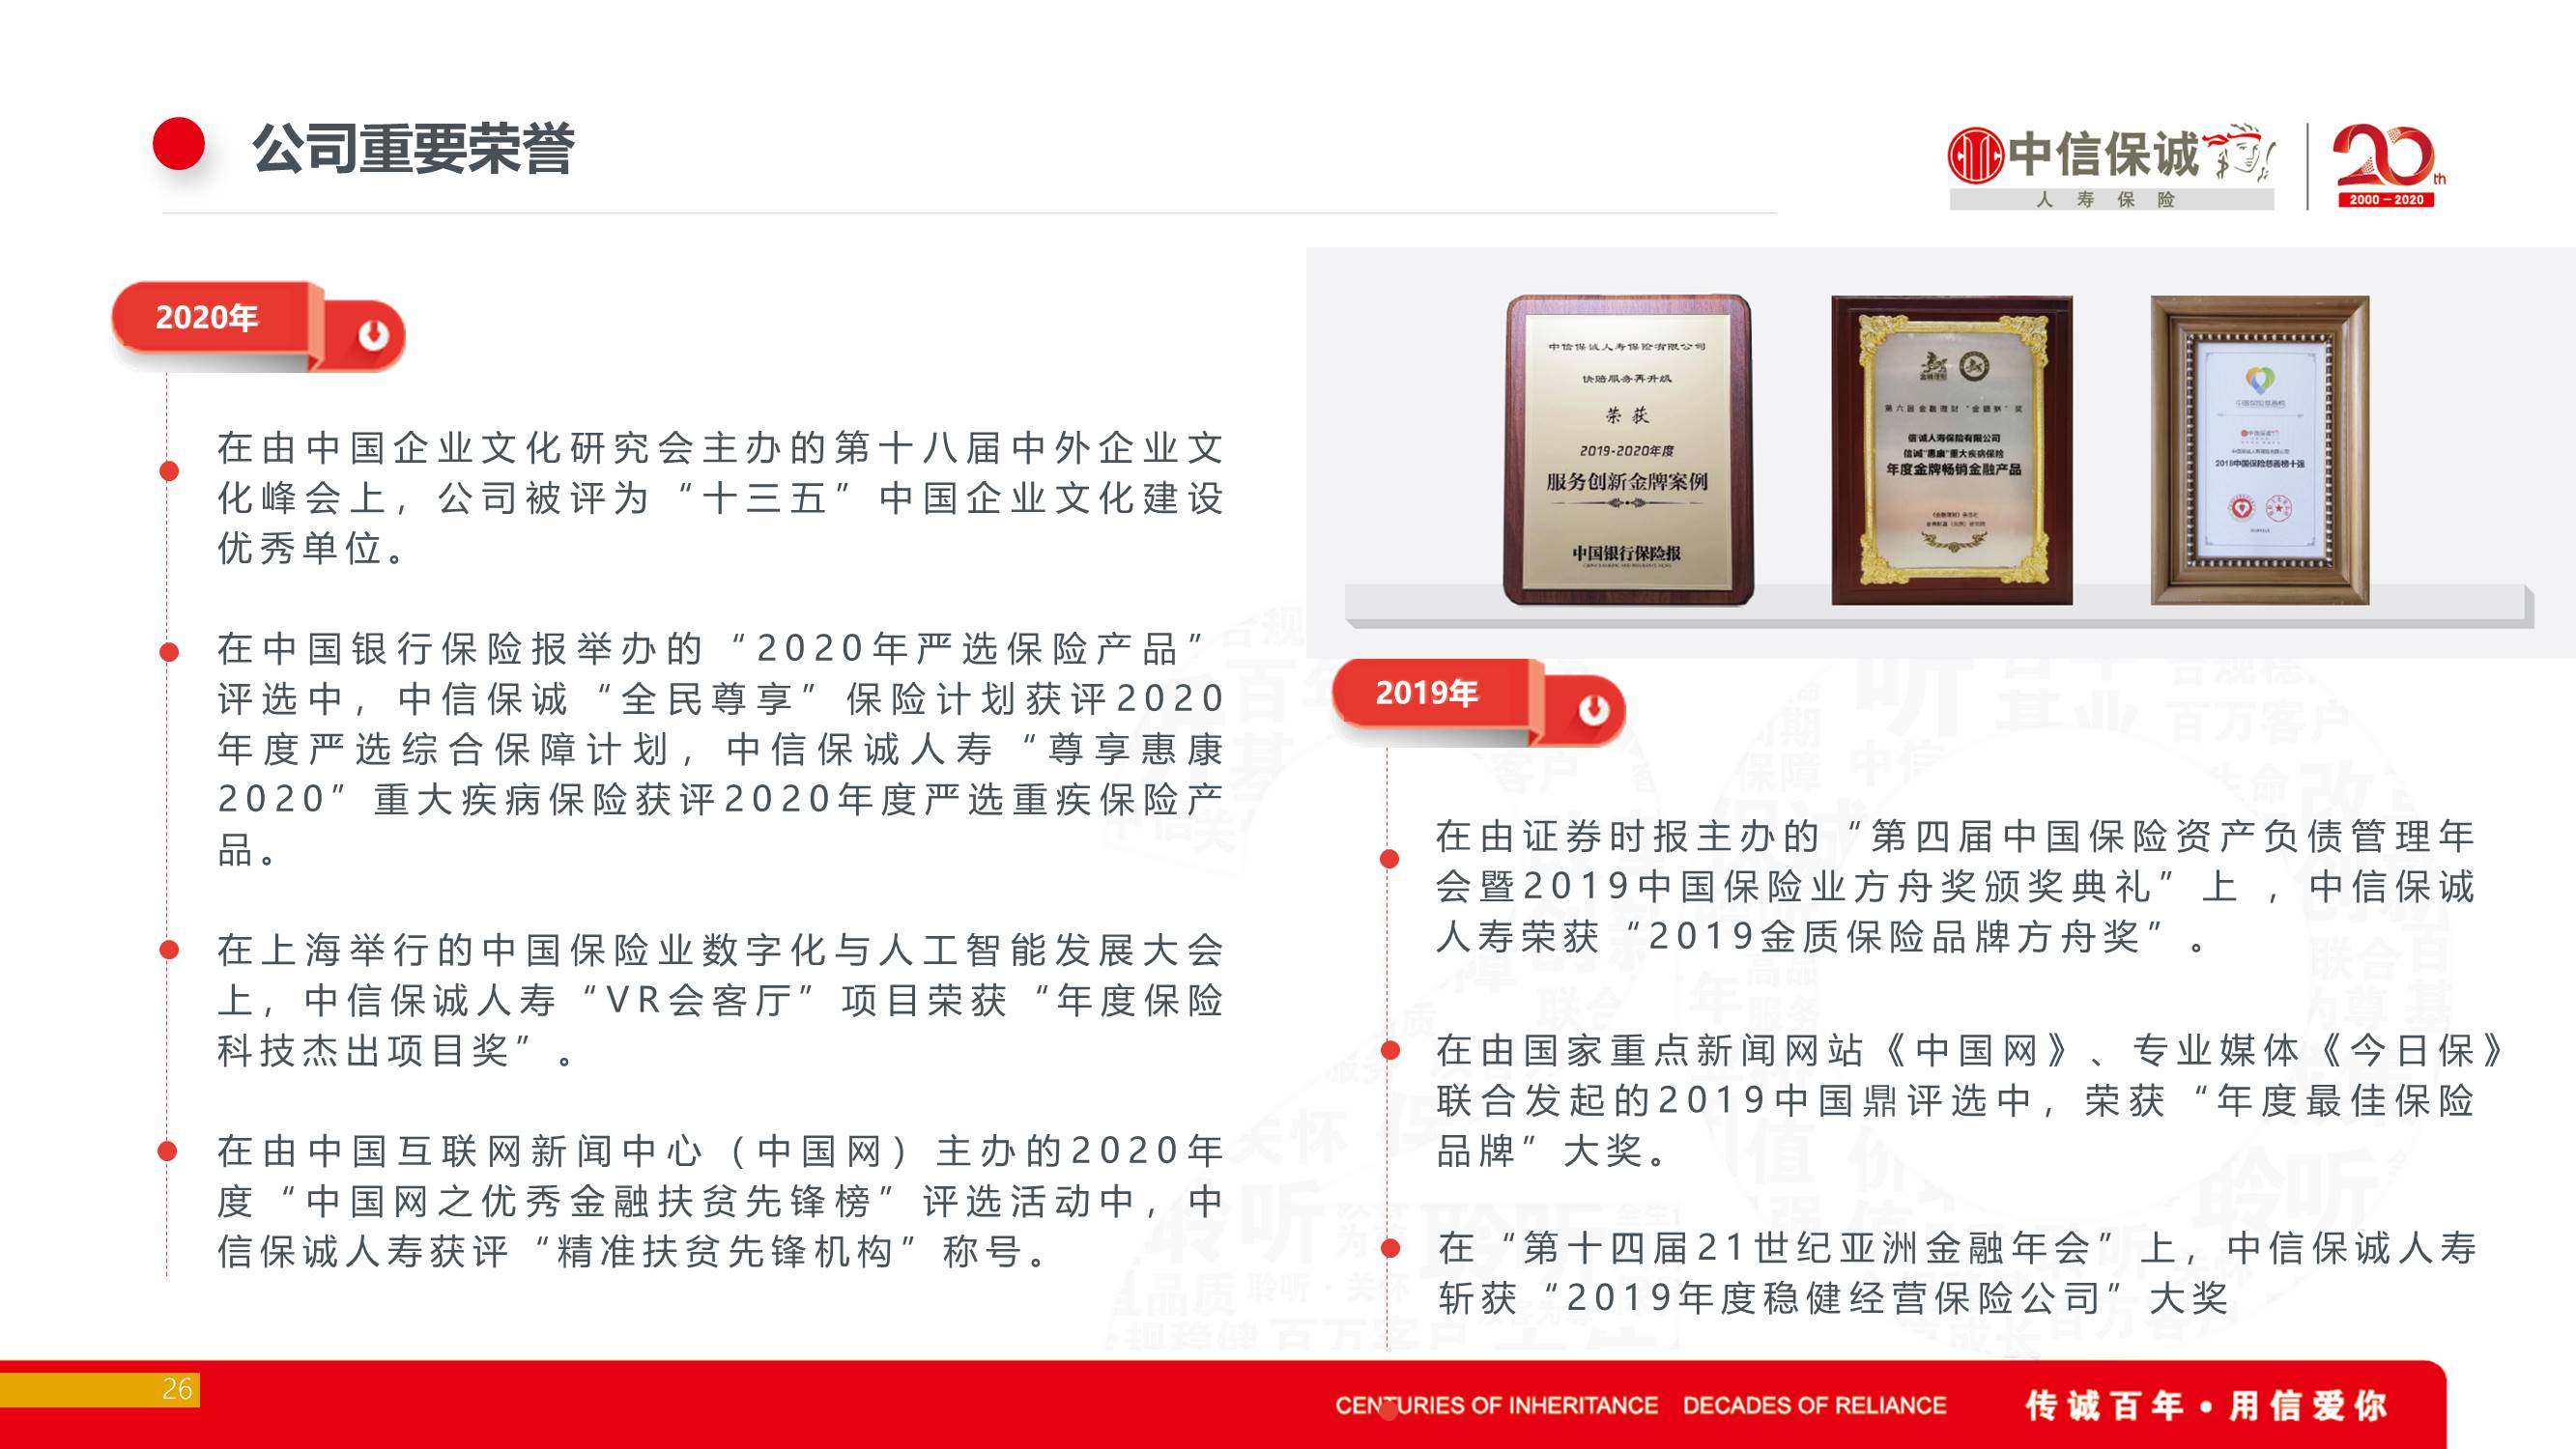 公司重要荣誉
中信保诚
人寿保险
20th
2000－2020
2020年
在由中国企业文化研究会主办的第十八届中外企业文
化峰会上，公司被评为“十三五”中国企业文化建设
优秀单位。
在中国银行保险报举办的“2020年严选保险产品”
评选中，中信保诚“全民尊享”保险计划获评2020
年度严选综合保障计划，中信保诚人寿“尊享惠康
2020”重大疾病保险获评2020年度严选重疾保险产
品。
在上海举行的中国保险业数字化与人工智能发展大会
上，中信保诚人寿“VR会客厅”项目荣获“年度保险
科技杰出项目奖”。
在由中国互联网新闻中心（中国网）主办的2020年
度“中国网之优秀金融扶贫先锋榜”评选活动中，中
信保诚人寿获评“精准扶贫先锋机构”称号。
中信保诚人寿保险有限公司
快赔服务再升级
荣获
2019-2020年度
服务创新金牌案例
中国银行保险报
第六届金融理财“金貔貅”奖
信诚人寿保险有限公司
信诚“惠康”重大疾病保险
年度金牌畅销金融产品
2018中国保险慈善榜十强
2019年
在由证券时报主办的“第四届中国保险资产负债管理年
会暨2019中国保险业方舟奖颁奖典礼”上 ，中信保诚
人寿荣获“2019金质保险品牌方舟奖”。
在由国家重点新闻网站《中国网》、专业媒体《今日保》
联合发起的2019中国鼎评选中，荣获“年度最佳保险
品牌”大奖。
在“第十四届21世纪亚洲金融年会”上，中信保诚人寿
斩获“2019年度稳健经营保险公司”大奖
26
CENTURIES OF INHERITANCE DECADES OF RELIANCE
传诚百年•用信爱你